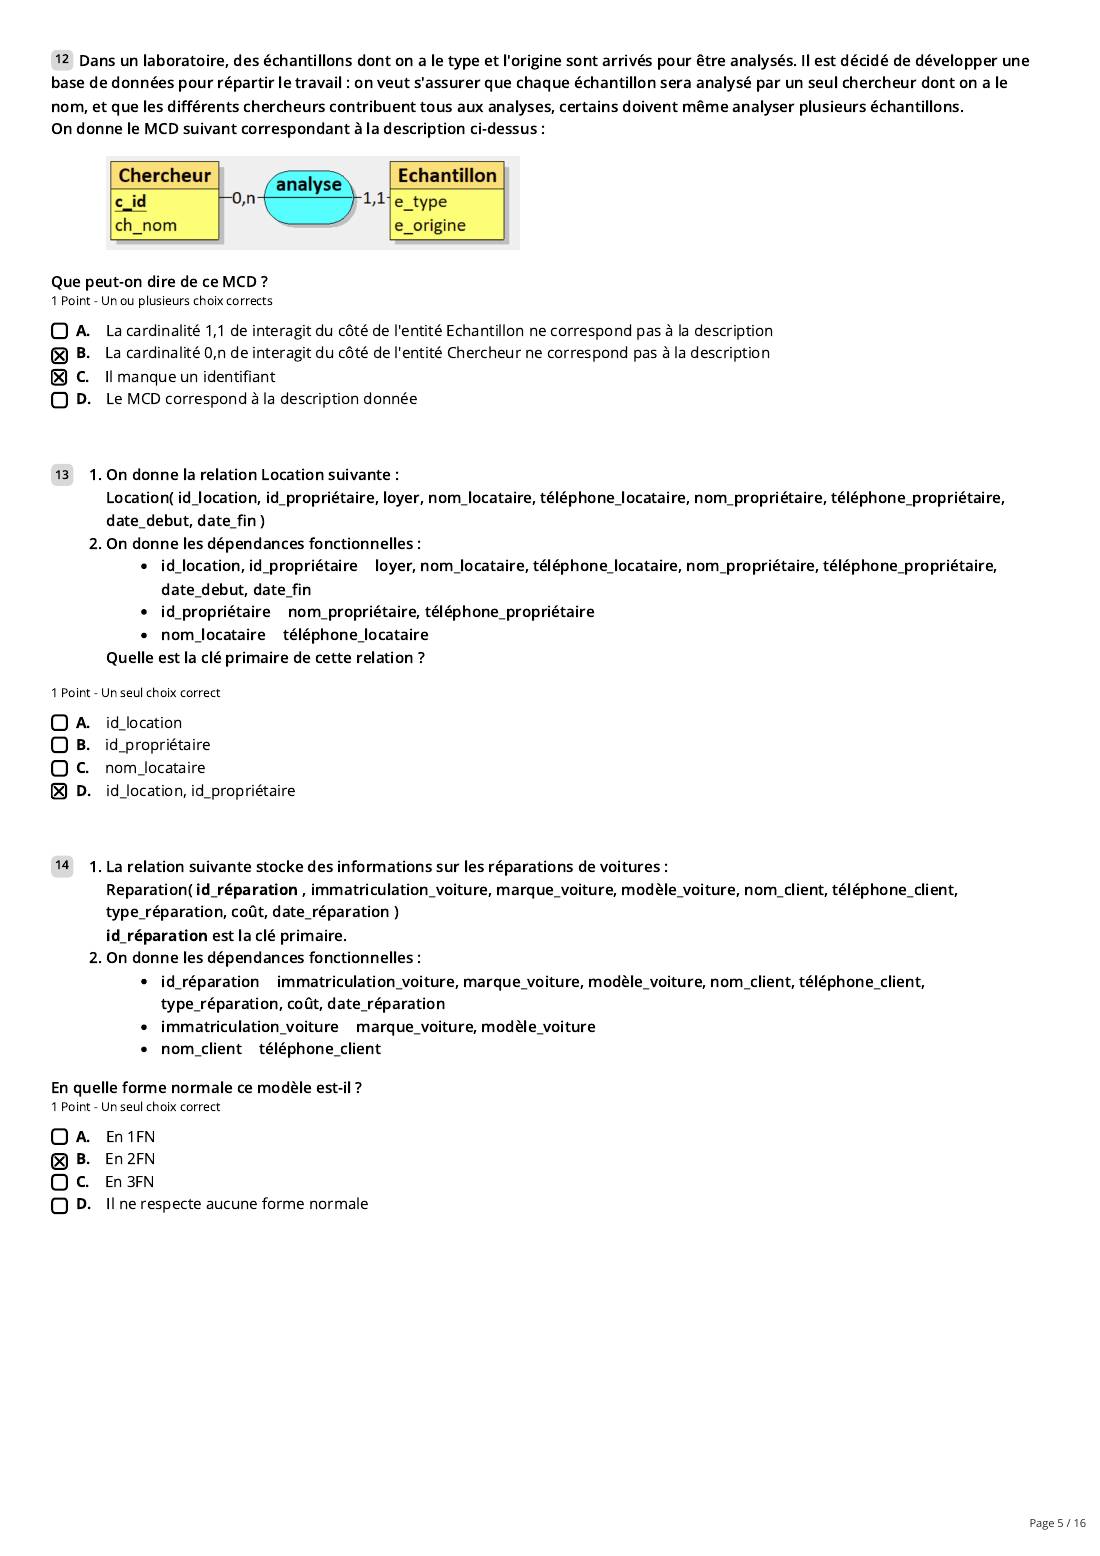 12 Dans un laboratoire, des échantillons dont on a le type et l'origine sont arrivés pour être analysés. Il est décidé de développer une
base de données pour répartir le travail : on veut s'assurer que chaque échantillon sera analysé par un seul chercheur dont on a le
nom, et que les différents chercheurs contribuent tous aux analyses, certains doivent même analyser plusieurs échantillons.
On donne le MCD suivant correspondant à la description ci-dessus :
Chercheur
c_id
ch_nom
0,n
analyse
1,1
Echantillon
e_type
e_origine
Que peut-on dire de ce MCD ?
1 Point - Un ou plusieurs choix corrects
A. La cardinalité 1,1 de interagit du côté de l'entité Echantillon ne correspond pas à la description
B. La cardinalité 0,n de interagit du côté de l'entité Chercheur ne correspond pas à la description
C. Il manque un identifiant
D. Le MCD correspond à la description donnée
13 1. On donne la relation Location suivante :
Location( id_location, id_propriétaire, loyer, nom_locataire, téléphone_locataire, nom_propriétaire, téléphone_propriétaire,
date_debut, date_fin )
2. On donne les dépendances fonctionnelles :
• id_location, id_propriétaire loyer, nom_locataire, téléphone_locataire, nom_propriétaire, téléphone_propriétaire,
date_debut, date_fin
• id_propriétaire nom_propriétaire, téléphone_propriétaire
• nom_locataire téléphone_locataire
Quelle est la clé primaire de cette relation ?
1 Point - Un seul choix correct
A. id_location
B. id_propriétaire
C. nom_locataire
D. id_location, id_propriétaire
14 1. La relation suivante stocke des informations sur les réparations de voitures :
Reparation( id_réparation , immatriculation_voiture, marque_voiture, modèle_voiture, nom_client, téléphone_client,
type_réparation, coût, date_réparation )
id_réparation est la clé primaire.
2. On donne les dépendances fonctionnelles :
• id_réparation immatriculation_voiture, marque_voiture, modèle_voiture, nom_client, téléphone_client,
type_réparation, coût, date_réparation
• immatriculation_voiture marque_voiture, modèle_voiture
• nom_client téléphone_client
En quelle forme normale ce modèle est-il ?
1 Point - Un seul choix correct
A. En 1FN
B. En 2FN
C. En 3FN
D. Il ne respecte aucune forme normale
Page 5 / 16